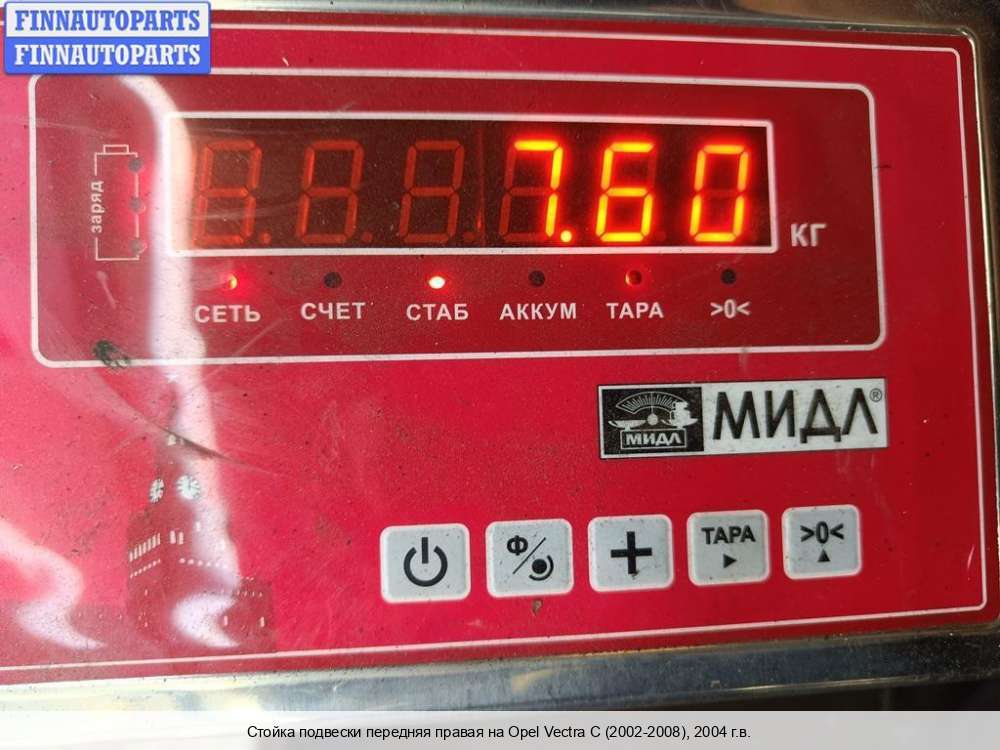 FINNAUTOPARTS
FINNAUTOPARTS
заряд
7.60
КГ
СЕТЬ СЧЕТ СТАБ АККУМ ТАРА >0<
МИДЛ МИДЛ®
Ф ТАРА >0<
Стойка подвески передняя правая на Opel Vectra C (2002-2008), 2004 г.в.